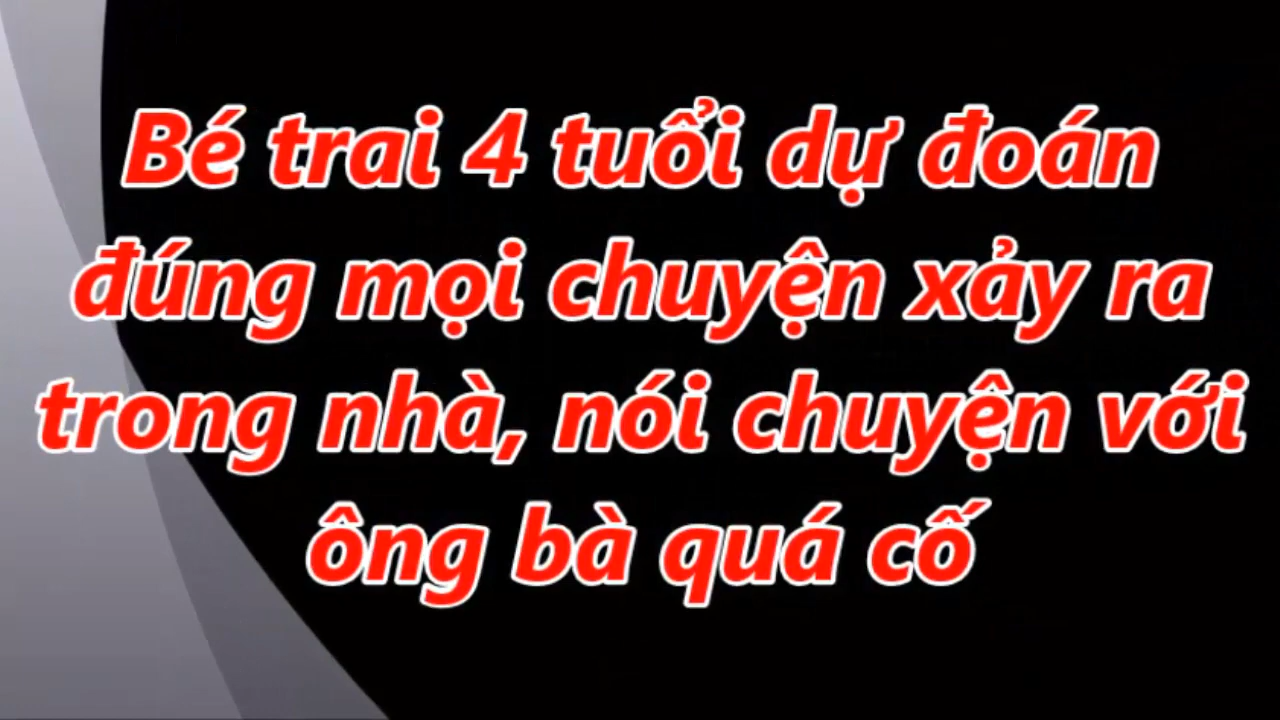 Bé trai 4 tuổi dự đoán
đúng mọi chuyện xảy ra
trong nhà, nói chuyện với
ông bà quá cố